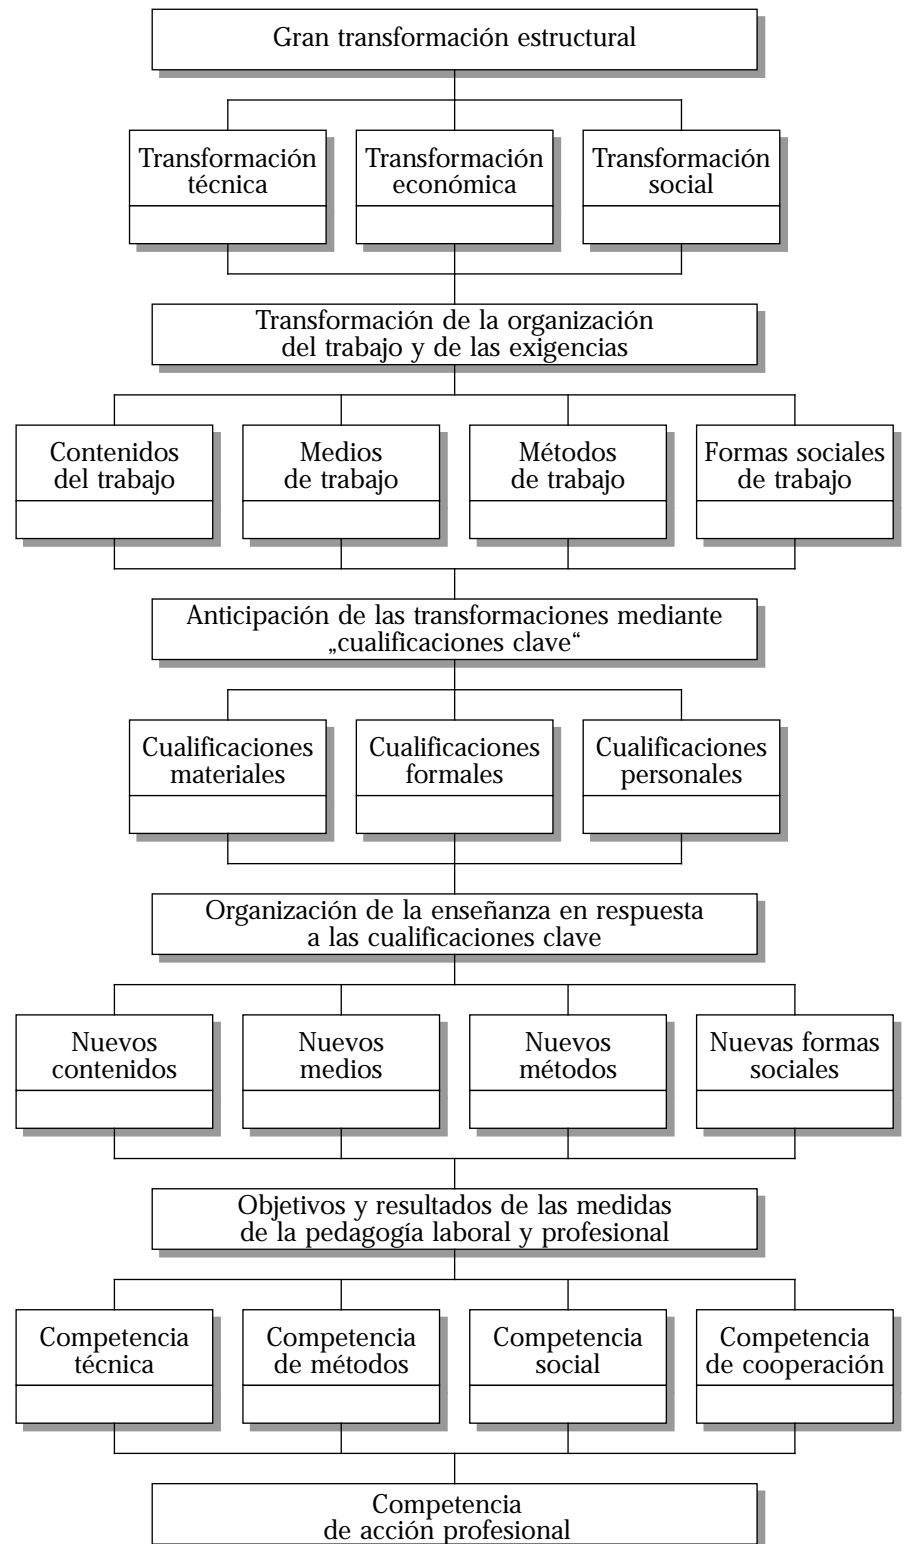 Gran transformación estructural
Transformación
técnica
Transformación
económica
Transformación
social
Transformación de la organización
del trabajo y de las exigencias
Contenidos
del trabajo
Medios
de trabajo
Métodos
de trabajo
Formas sociales
de trabajo
Anticipación de las transformaciones mediante
„cualificaciones clave“
Cualificaciones
materiales
Cualificaciones
formales
Cualificaciones
personales
Organización de la enseñanza en respuesta
a las cualificaciones clave
Nuevos
contenidos
Nuevos
medios
Nuevos
métodos
Nuevas formas
sociales
Objetivos y resultados de las medidas
de la pedagogía laboral y profesional
Competencia
técnica
Competencia
de métodos
Competencia
social
Competencia
de cooperación
Competencia
de acción profesional